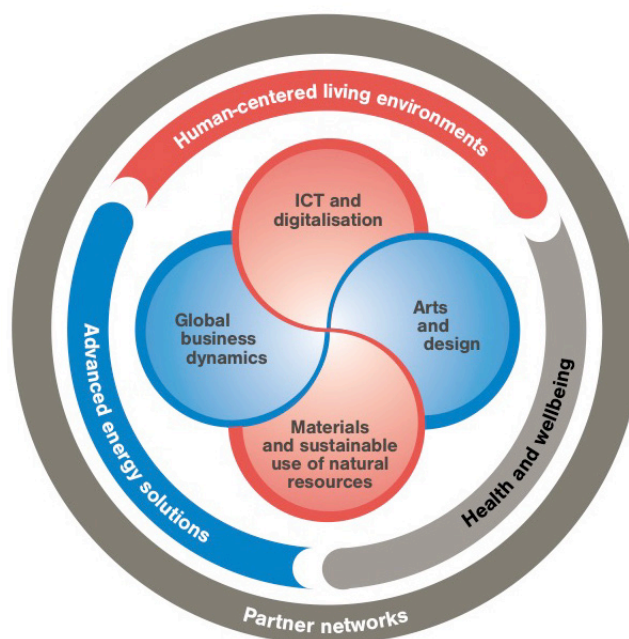 Human-centered living environments
ICT and
digitalisation
Global
business
dynamics
Arts
and
design
Materials
and sustainable
use of natural
resources
Advanced energy solutions
Health and wellbeing
Partner networks